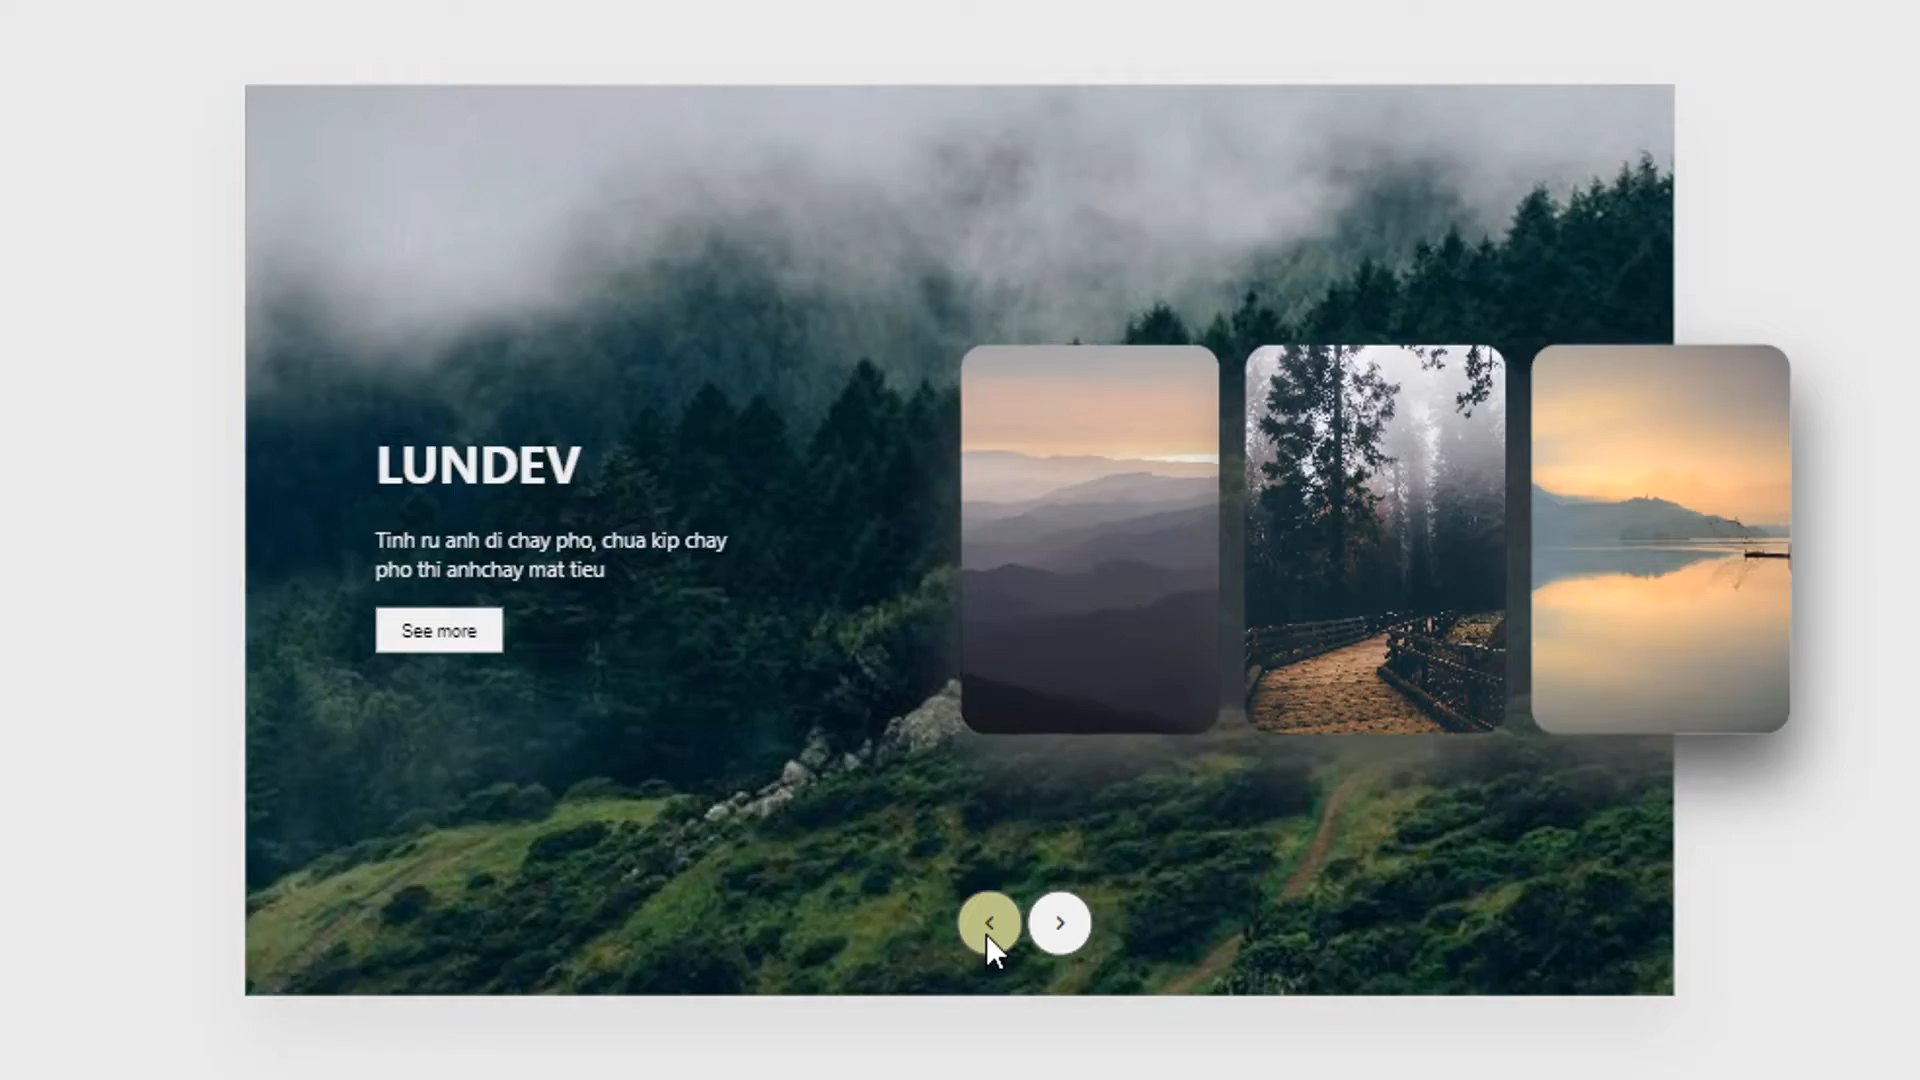 LUNDEV
Tinh ru anh di chay pho, chua kip chay
pho thi anhchay mat tieu
See more